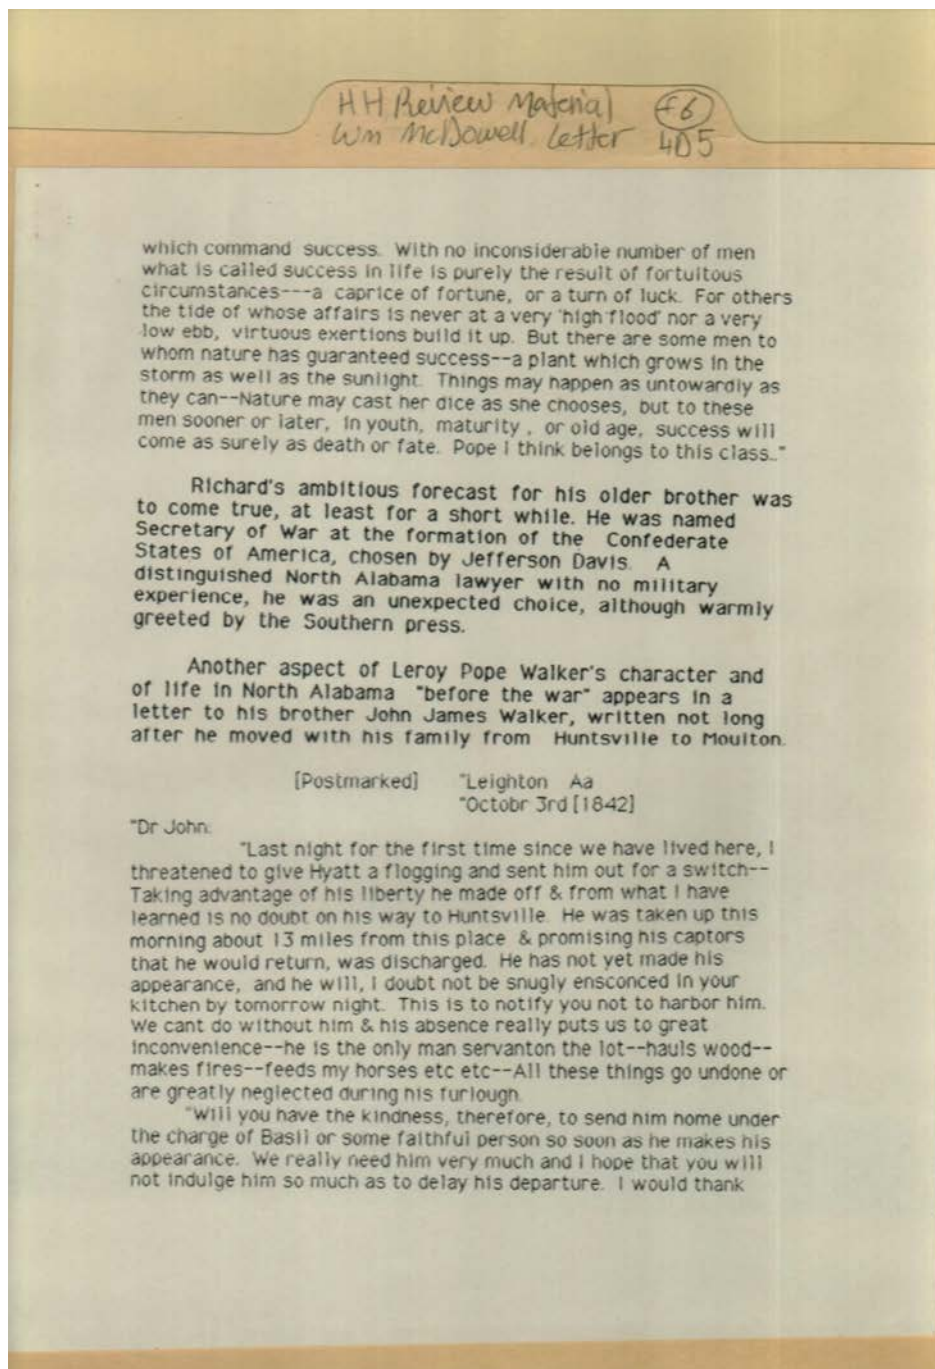 HH Review Material f6
Wm McDowell Letter 4D5
which command success. With no inconsiderable number of men
what is called success in life is purely the result of fortuitous
circumstances---a caprice of fortune, or a turn of luck. For others
the tide of whose affairs is never at a very 'high flood' nor a very
low ebb, virtuous exertions build it up. But there are some men to
whom nature has guaranteed success--a plant which grows in the
storm as well as the sunlight. Things may happen as untowardly as
they can--Nature may cast her dice as she chooses, but to these
men sooner or later, in youth, maturity , or old age, success will
come as surely as death or fate. Pope I think belongs to this class.."
Richard's ambitious forecast for his older brother was
to come true, at least for a short while. He was named
Secretary of War at the formation of the Confederate
States of America, chosen by Jefferson Davis. A
distinguished North Alabama lawyer with no military
experience, he was an unexpected choice, although warmly
greeted by the Southern press.
Another aspect of Leroy Pope Walker's character and
of life in North Alabama "before the war" appears in a
letter to his brother John James Walker, written not long
after he moved with his family from Huntsville to Moulton.
[Postmarked] "Leighton Aa
"Octobr 3rd [1842]
"Dr John:
"Last night for the first time since we have lived here, I
threatened to give Hyatt a flogging and sent him out for a switch--
Taking advantage of his liberty he made off & from what I have
learned is no doubt on his way to Huntsville. He was taken up this
morning about 13 miles from this place & promising his captors
that he would return, was discharged. He has not yet made his
appearance, and he will, I doubt not be snugly ensconced in your
kitchen by tomorrow night. This is to notify you not to harbor him.
We cant do without him & his absence really puts us to great
inconvenience--he is the only man servanton the lot--hauls wood--
makes fires--feeds my horses etc etc--All these things go undone or
are greatly neglected during his furlough.
"Will you have the kindness, therefore, to send him home under
the charge of Basil or some faithful person so soon as he makes his
appearance. We really need him very much and I hope that you will
not indulge him so much as to delay his departure. I would thank